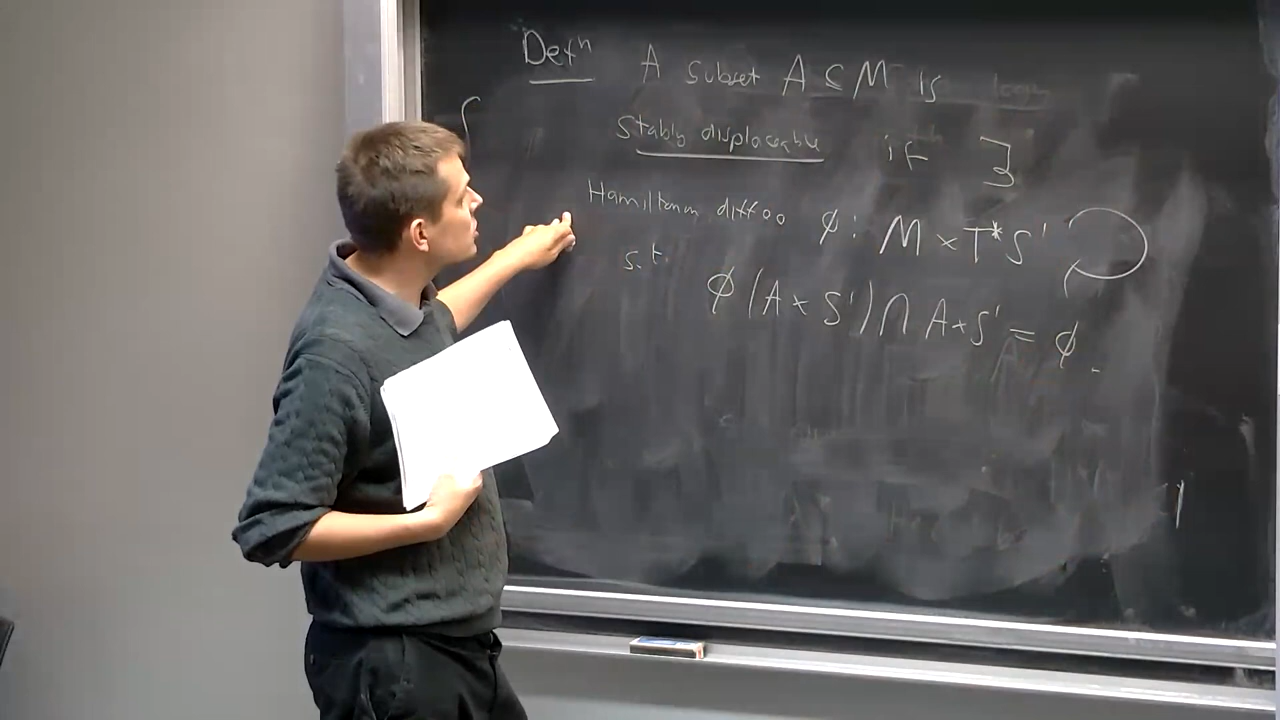 Defⁿ A subset A ⊆ M is
stably displaceable if ∃
Hamiltonian diffeo ϕ: M × T*S¹
s.t.
ϕ(A × S¹) ∩ A × S¹ = ∅.